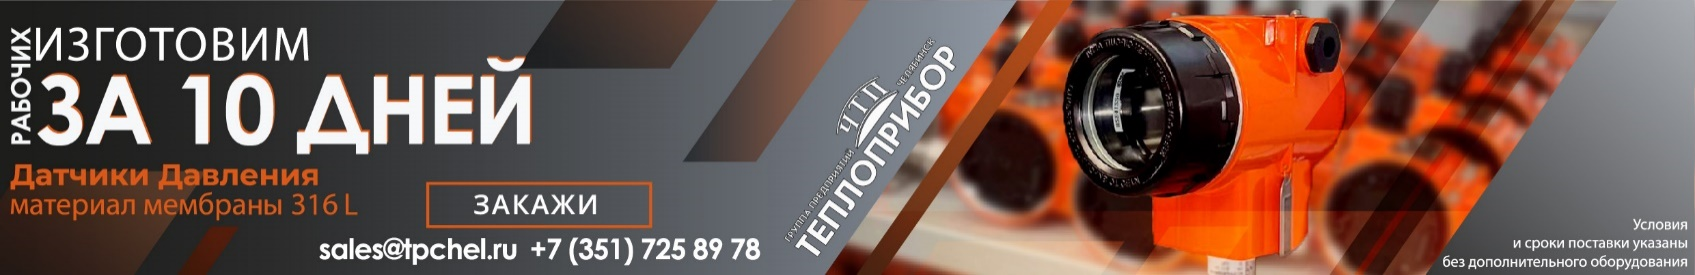 ИЗГОТОВИМ
ЗА 10 ДНЕЙ
РАБОЧИХ
Датчики Давления
материал мембраны 316 L
ЗАКАЖИ
sales@tpchel.ru +7 (351) 725 89 78
ГРУППА ПРЕДПРИЯТИЙ
ЧТП
ЧЕЛЯБИНСК
ТЕПЛОПРИБОР
Условия
и сроки поставки указаны
без дополнительного оборудования